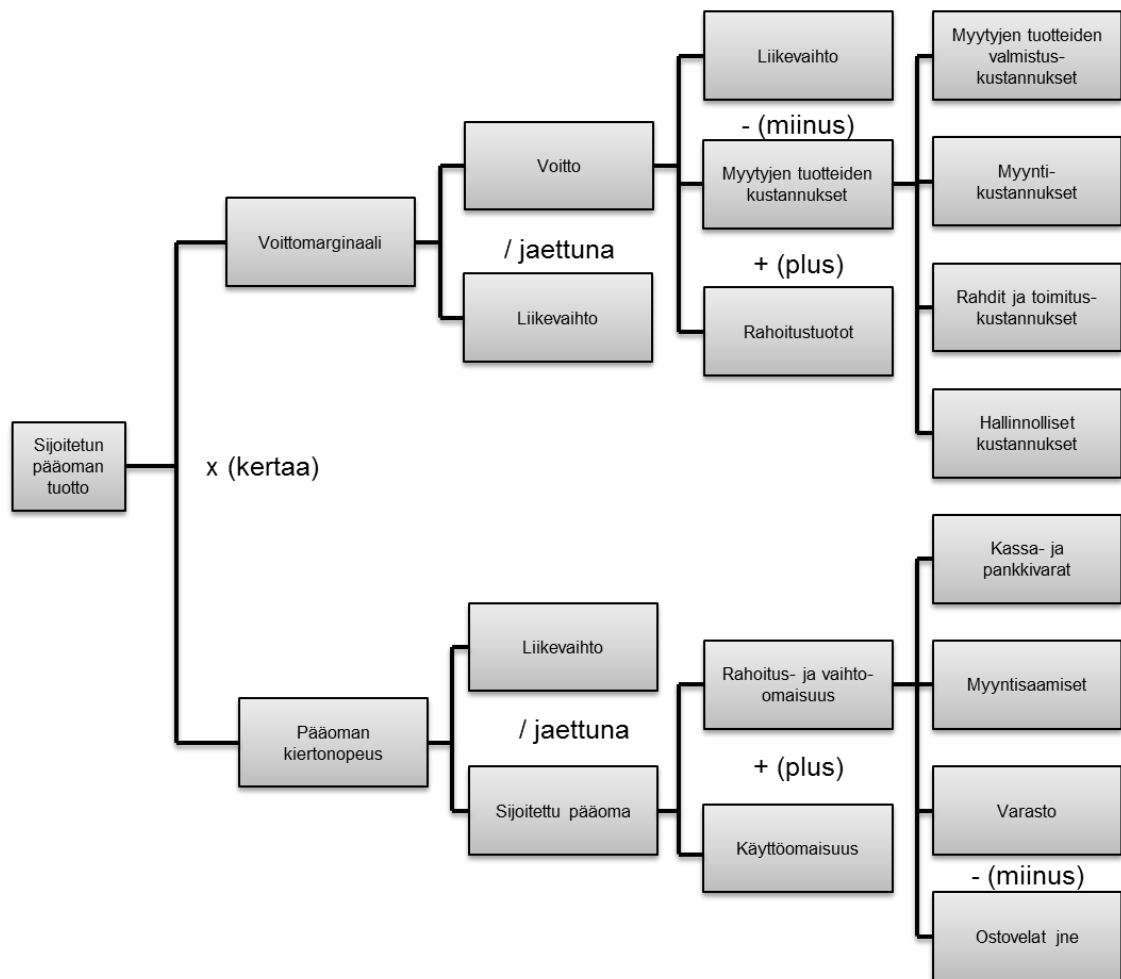 Myytyjen tuotteiden
valmistus-
kustannukset
Liikevaihto
- (miinus)
Voitto
Myytyjen tuotteiden
kustannukset
Myynti-
kustannukset
Voittomarginaali
/ jaettuna
+ (plus)
Liikevaihto
Rahoitustuotot
Rahdit ja toimitus-
kustannukset
Hallinnolliset
kustannukset
Sijoitetun
pääoman
tuotto
x (kertaa)
Kassa- ja
pankkivarat
Liikevaihto
Rahoitus- ja vaihto-
omaisuus
Myyntisaamiset
Pääoman
kiertonopeus
/ jaettuna
+ (plus)
Sijoitettu pääoma
Käyttöomaisuus
Varasto
- (miinus)
Ostovelat jne